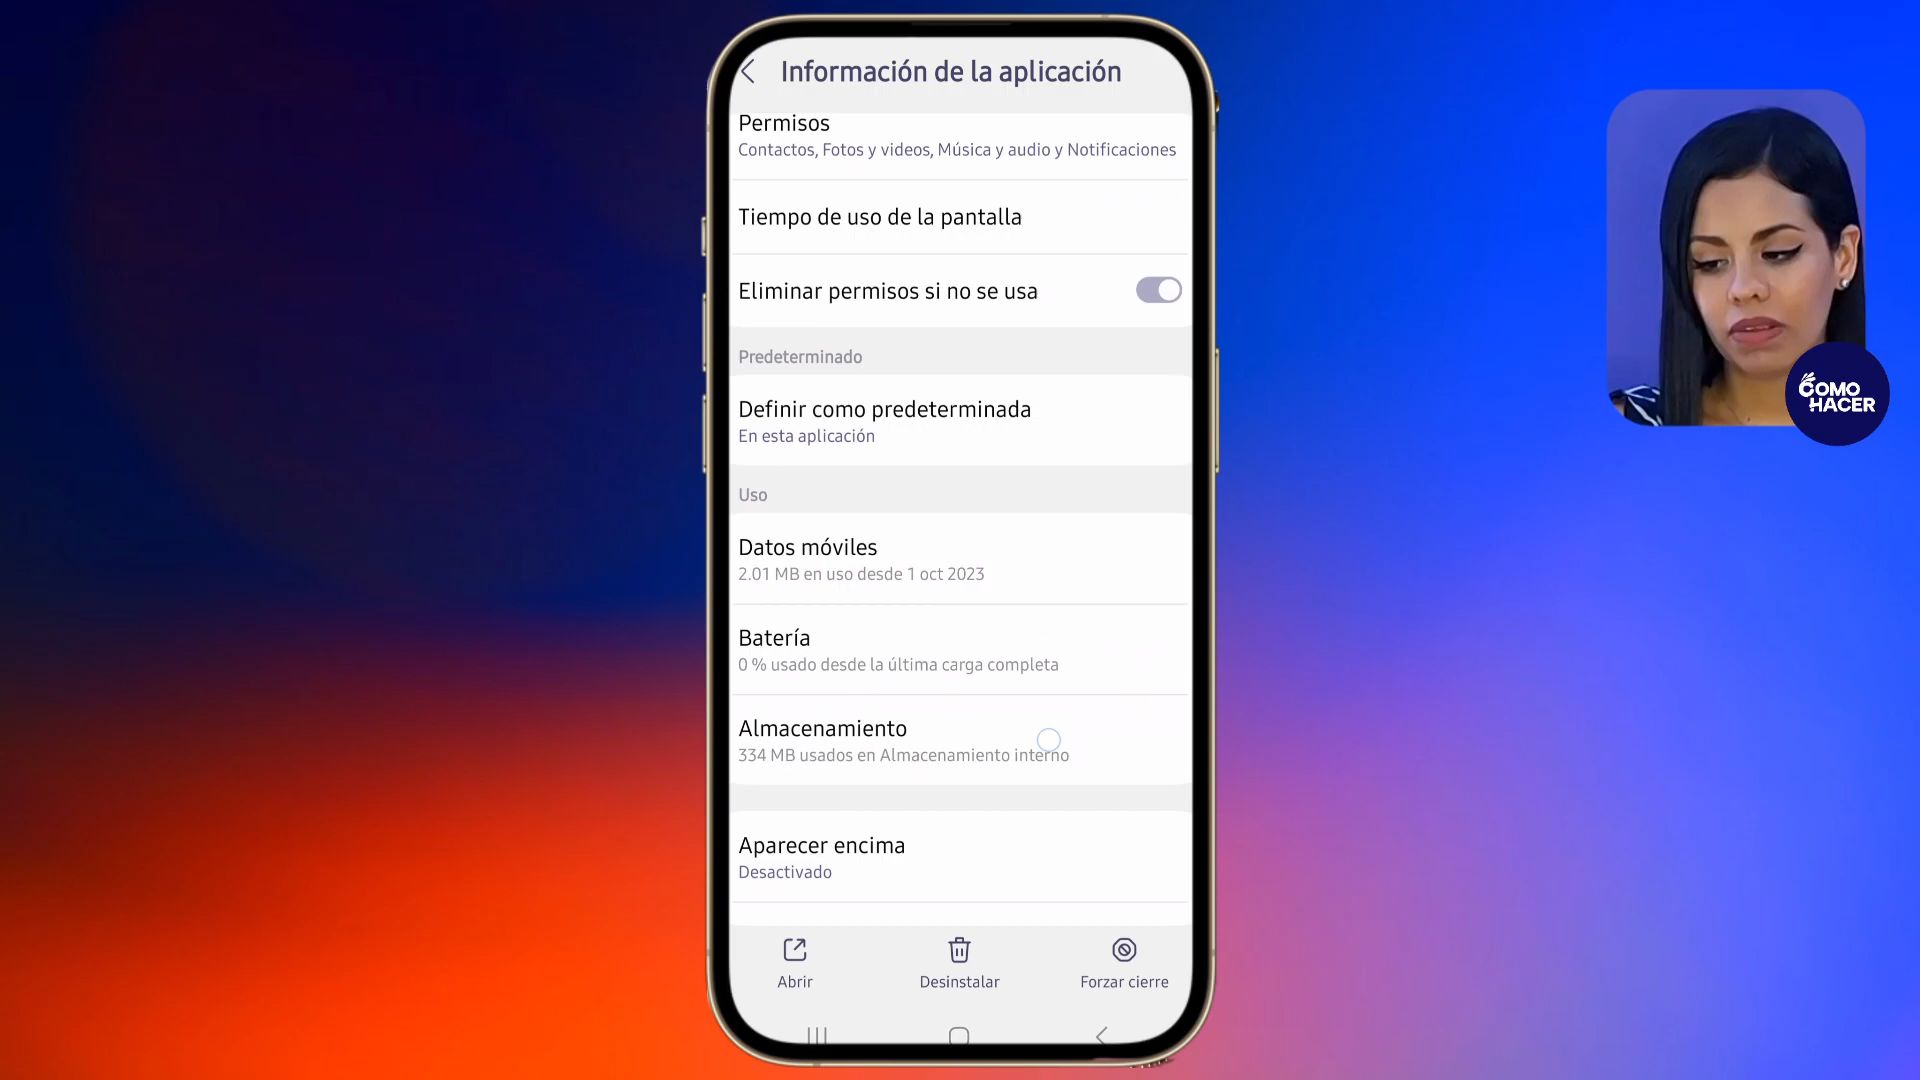 Información de la aplicación
Permisos
Contactos, Fotos y videos, Música y audio y Notificaciones
Tiempo de uso de la pantalla
Eliminar permisos si no se usa
Predeterminado
Definir como predeterminada
En esta aplicación
Uso
Datos móviles
2.01 MB en uso desde 1 oct 2023
Batería
0 % usado desde la última carga completa
Almacenamiento
334 MB usados en Almacenamiento interno
Aparecer encima
Desactivado
Abrir
Desinstalar
Forzar cierre
COMO
HACER